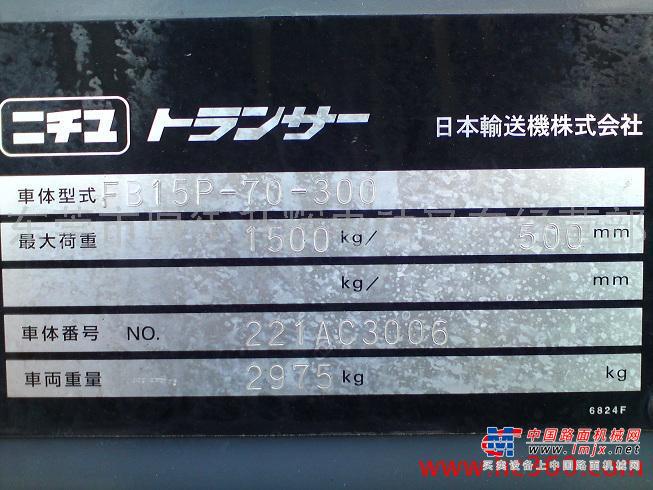 ニチユ トランサー 日本輸送機株式会社
車体型式 FB15P-70-300
最大荷重 1500 kg/ 500 mm
kg/ mm
車体番号 NO. 221AC3006
車両重量 2975 kg kg
6824F
中国路面机械网
www.lmjx.net
买卖设备上中国路面机械网